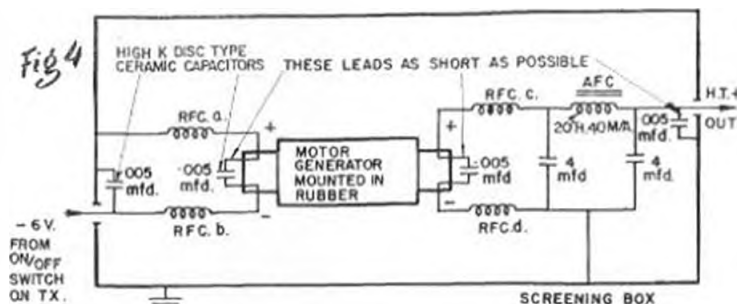 Fig 4
HIGH K DISC TYPE
CERAMIC CAPACITORS
THESE LEADS AS SHORT AS POSSIBLE
RFC. a.
RFC. c.
AFC
20'H.40M/A
H.T.+
OUT
.005
mfd.
+
+
.005
mfd.
.005
mfd.
MOTOR
GENERATOR
MOUNTED IN
RUBBER
.005
mfd
4
mfd
4
mfd
-
-
RFC. b.
RFC.d.
- 6V.
FROM
ON/OFF
SWITCH
ON TX.
SCREENING BOX